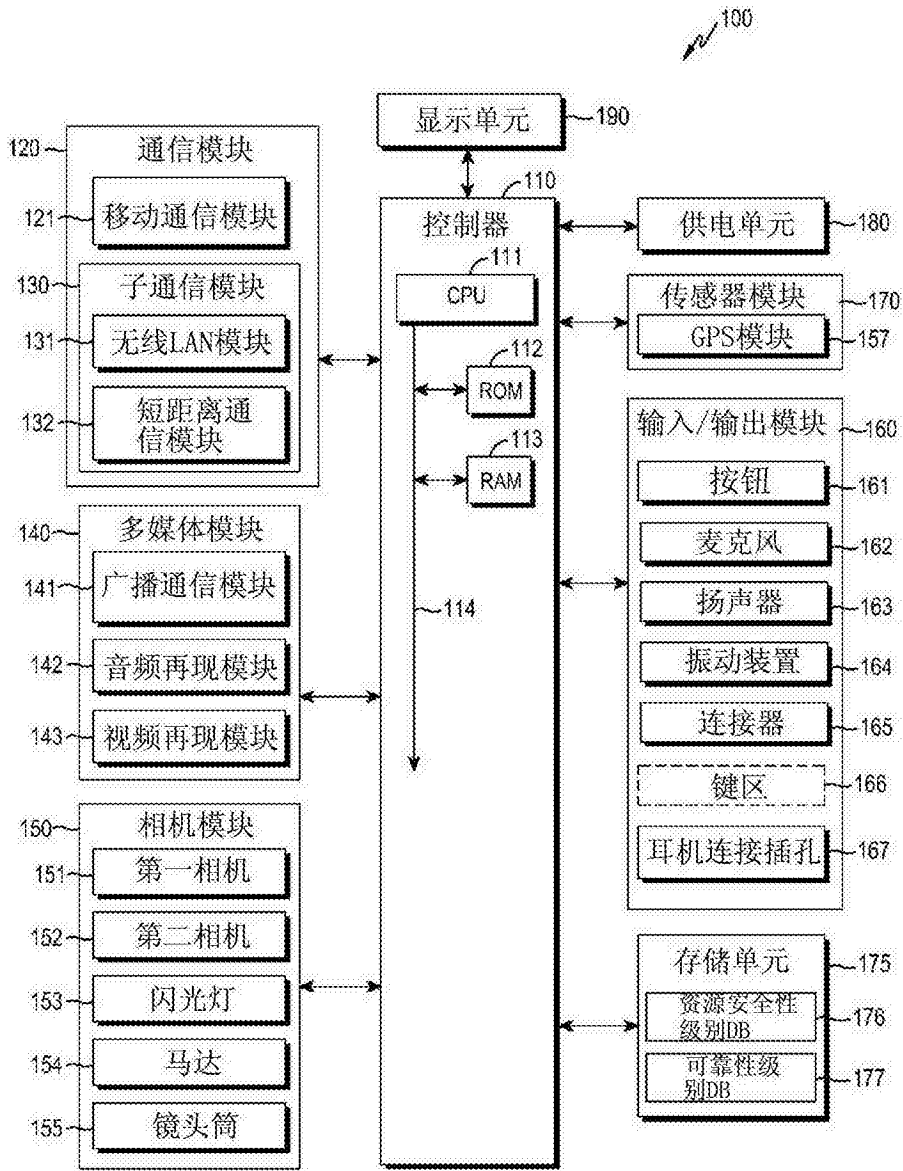 100
显示单元
190
120
通信模块
121
移动通信模块
130
子通信模块
131
无线LAN模块
132
短距离通
信模块
140
多媒体模块
141
广播通信模块
142
音频再现模块
143
视频再现模块
150
相机模块
151
第一相机
152
第二相机
153
闪光灯
154
马达
155
镜头筒
110
控制器
111
CPU
112
ROM
113
RAM
114
供电单元
180
传感器模块
170
GPS模块
157
输入/输出模块
160
按钮
161
麦克风
162
扬声器
163
振动装置
164
连接器
165
键区
166
耳机连接插孔
167
存储单元
175
资源安全性
级别DB
176
可靠性级
别DB
177